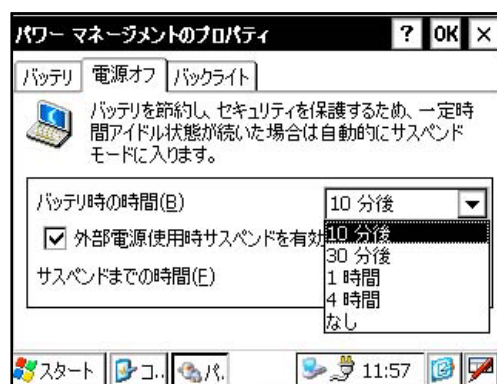 パワー マネージメントのプロパティ ? OK ×
バッテリ 電源オフ バックライト
バッテリを節約し、セキュリティを保護するため、一定時
間アイドル状態が続いた場合は自動的にサスペンド
モードに入ります。
バッテリ時の時間(B) 10 分後
外部電源使用時サスペンドを有効
10 分後
30 分後
1 時間
4 時間
なし
サスペンドまでの時間(E)
スタート コ.. パ. 11:57